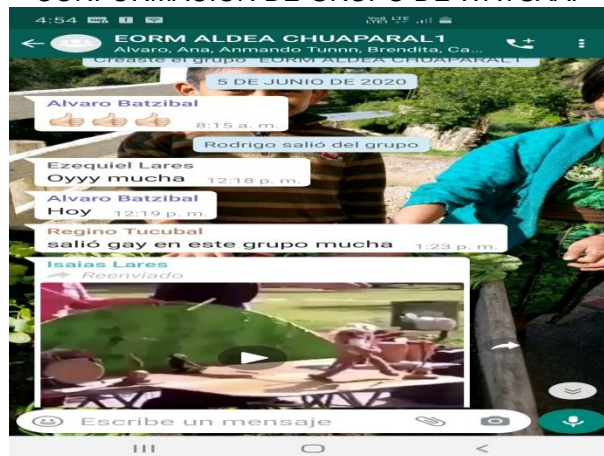 4:54
EORM ALDEA CHUAPARAL1
Alvaro, Ana, Anmando Tunnn, Brendita, Ca...
Creaste el grupo "EORM ALDEA CHUAPARAL1"
5 DE JUNIO DE 2020
Alvaro Batzibal
8:15 a. m.
Rodrigo salió del grupo
Ezequiel Lares
Oyyy mucha 12:18 p. m.
Alvaro Batzibal
Hoy 12:19 p. m.
Regino Tucubal
salió gay en este grupo mucha 1:23 p. m.
Isaias Lares
Reenviado
Escribe un mensaje